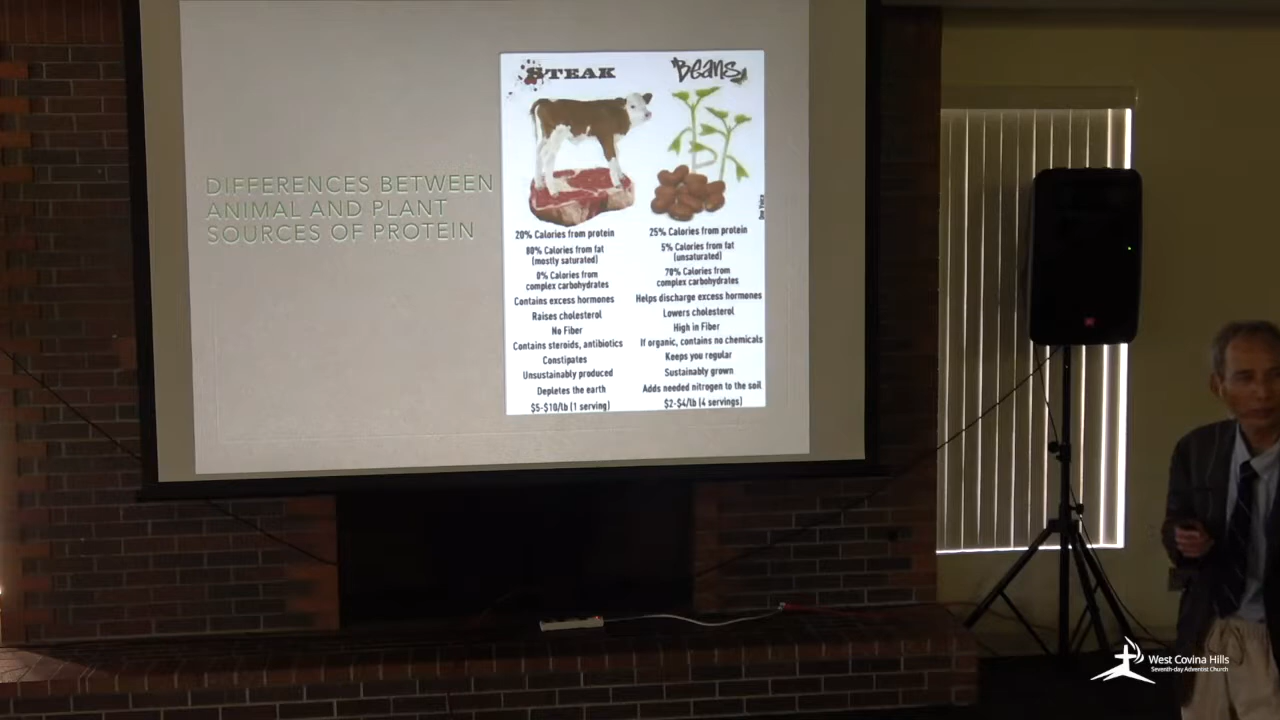 DIFFERENCES BETWEEN
ANIMAL AND PLANT
SOURCES OF PROTEIN
STEAK
20% Calories from protein
80% Calories from fat
(mostly saturated)
0% Calories from
complex carbohydrates
Contains excess hormones
Raises cholesterol
No Fiber
Contains steroids, antibiotics
Constipates
Unsustainably produced
Depletes the earth
$5-$10/lb (1 serving)
Beans
25% Calories from protein
5% Calories from fat
(unsaturated)
70% Calories from
complex carbohydrates
Helps discharge excess hormones
Lowers cholesterol
High in Fiber
If organic, contains no chemicals
Keeps you regular
Sustainably grown
Adds needed nitrogen to the soil
$2-$4/lb (4 servings)
West Covina Hills
Seventh-day Adventist Church